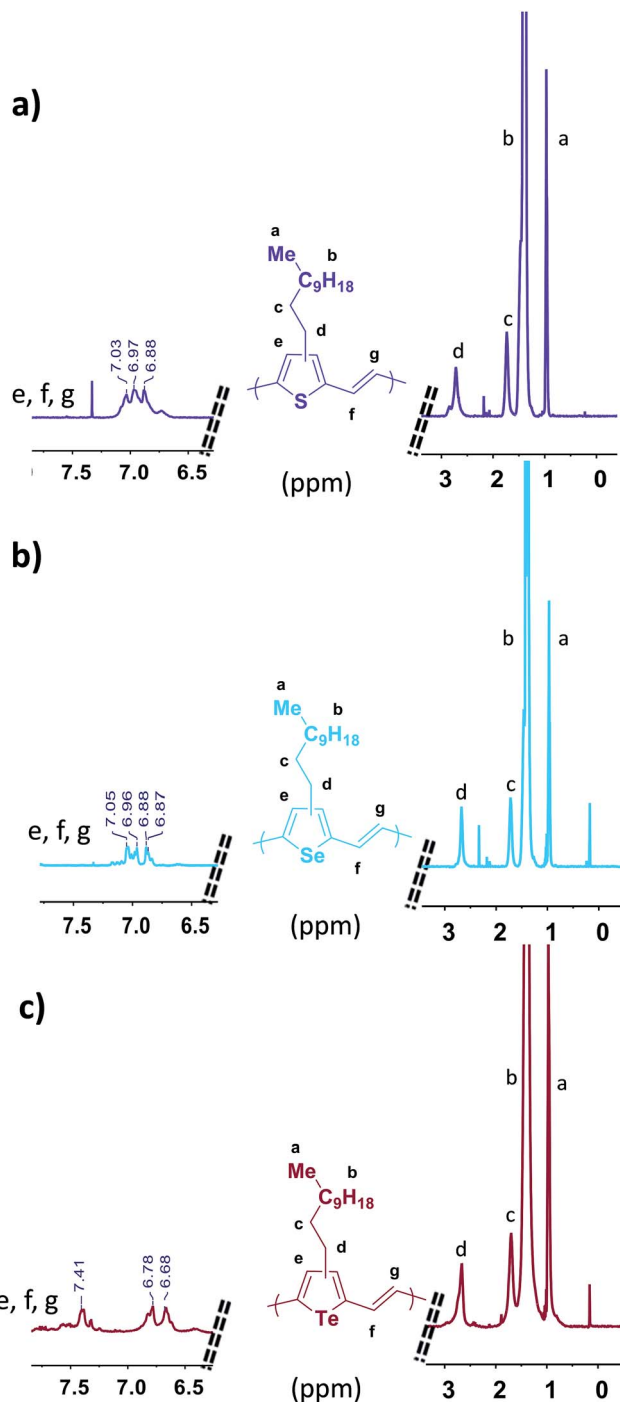 a)
b
a
a
b
Me
C9H18
c
d
c
d
e
g
7.03
6.97
6.88
e, f, g
S
f
7.5 7.0 6.5
3 2 1 0
(ppm)
b)
b
a
a
b
Me
C9H18
c
d
c
d
e
g
7.05
6.96
6.88
6.87
e, f, g
Se
f
7.5 7.0 6.5
3 2 1 0
(ppm)
c)
b
a
a
b
Me
C9H18
c
d
c
d
e
g
7.41
6.78
6.68
e, f, g
Te
f
7.5 7.0 6.5
3 2 1 0
(ppm)